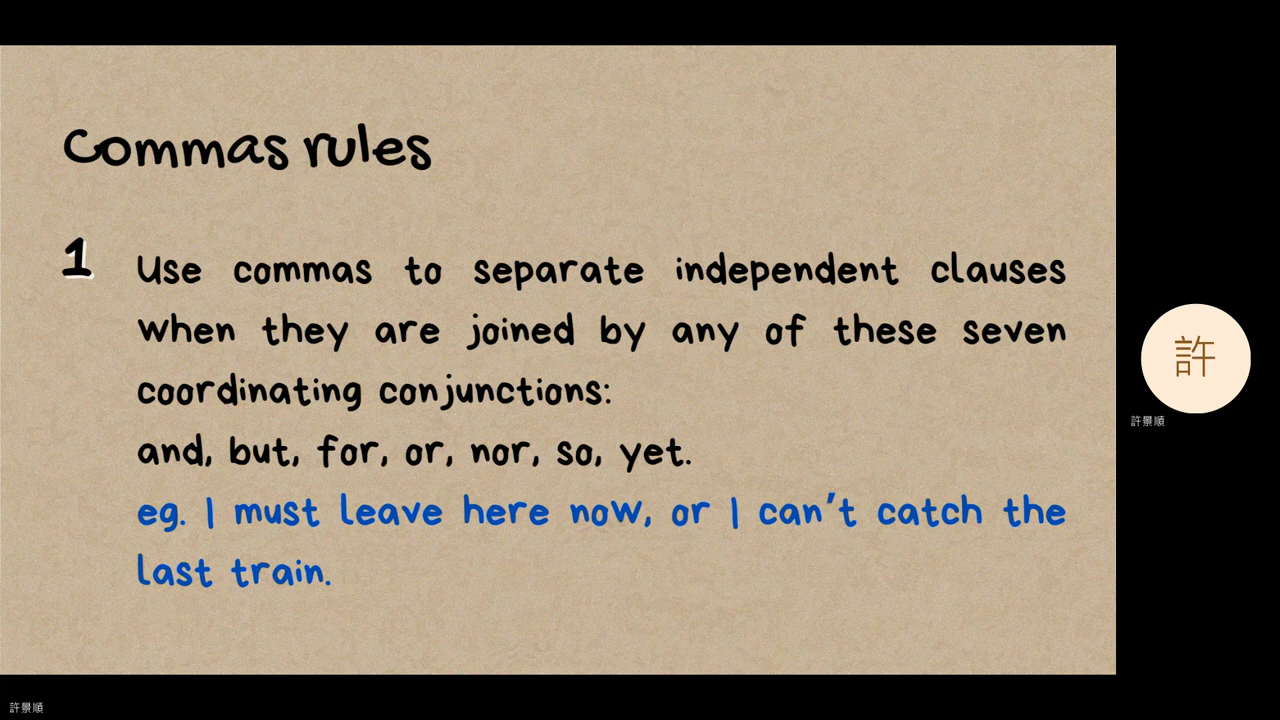 Commas rules
1 Use commas to separate independent clauses
when they are joined by any of these seven
coordinating conjunctions:
and, but, for, or, nor, so, yet.
eg. I must leave here now, or I can't catch the
last train.
許
許景順
許景順